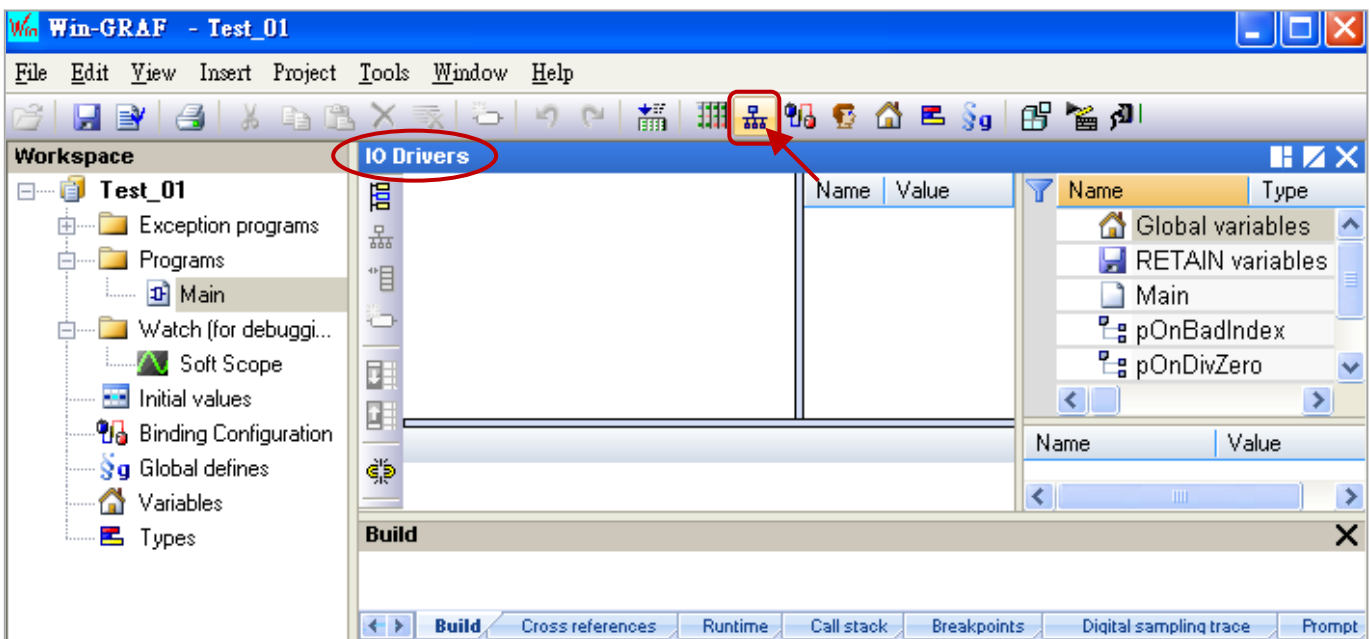 Win Win-GRAF - Test_01
File Edit View Insert Project Tools Window Help
Workspace
Test_01
Exception programs
Programs
Main
Watch (for debuggi...
Soft Scope
Initial values
Binding Configuration
§g Global defines
Variables
Types
IO Drivers
Name Value
Name Type
Global variables
RETAIN variables
Main
pOnBadIndex
pOnDivZero
Name Value
Build
Build Cross references Runtime Call stack Breakpoints Digital sampling trace Prompt